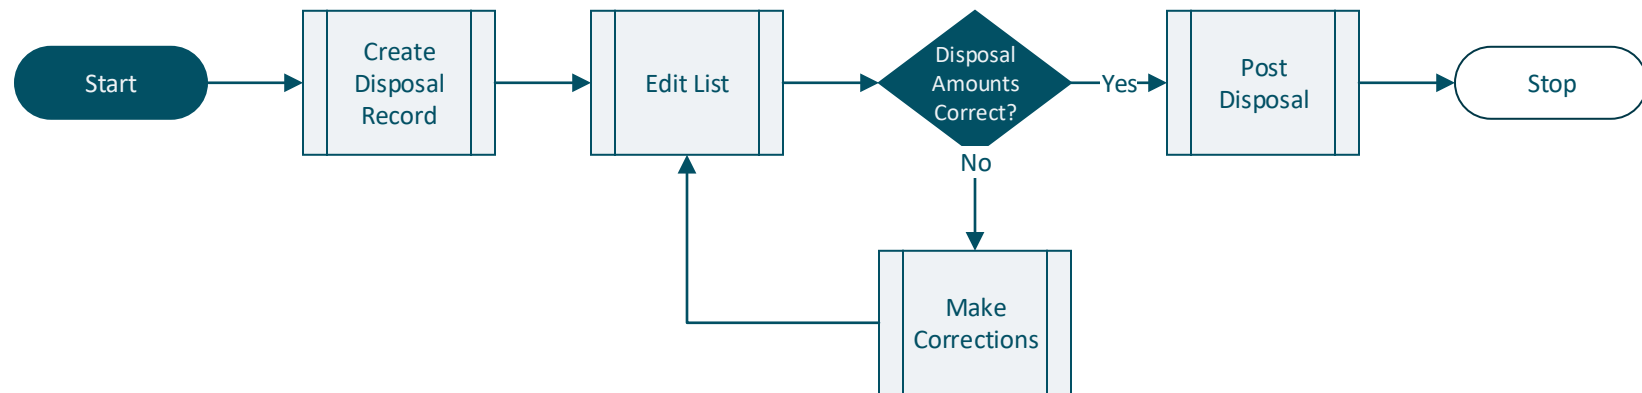 Start
Create
Disposal
Record
Edit List
Disposal
Amounts
Correct?
Yes
Post
Disposal
Stop
No
Make
Corrections